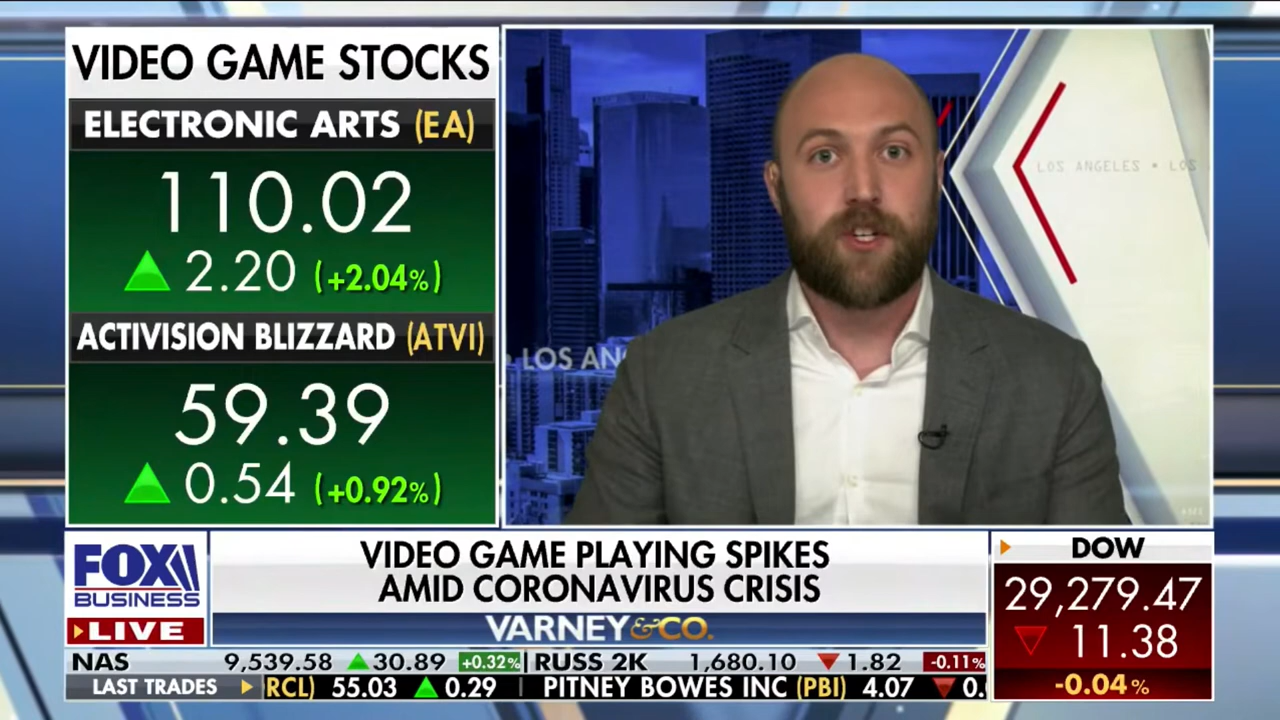 VIDEO GAME STOCKS
ELECTRONIC ARTS (EA)
110.02
▲ 2.20 (+2.04%)
ACTIVISION BLIZZARD (ATVI)
59.39
▲ 0.54 (+0.92%)
LOS ANGELES • LOS
• LOS AN
FOX
BUSINESS
LIVE
VIDEO GAME PLAYING SPIKES
AMID CORONAVIRUS CRISIS
VARNEY &CO.
DOW
29,279.47
▼ 11.38
-0.04%
NAS 9,539.58 ▲ 30.89 +0.32% RUSS 2K 1,680.10 ▼ 1.82 -0.11%
LAST TRADES RCL) 55.03 ▲ 0.29 | PITNEY BOWES INC (PBI) 4.07 ▼ 0.